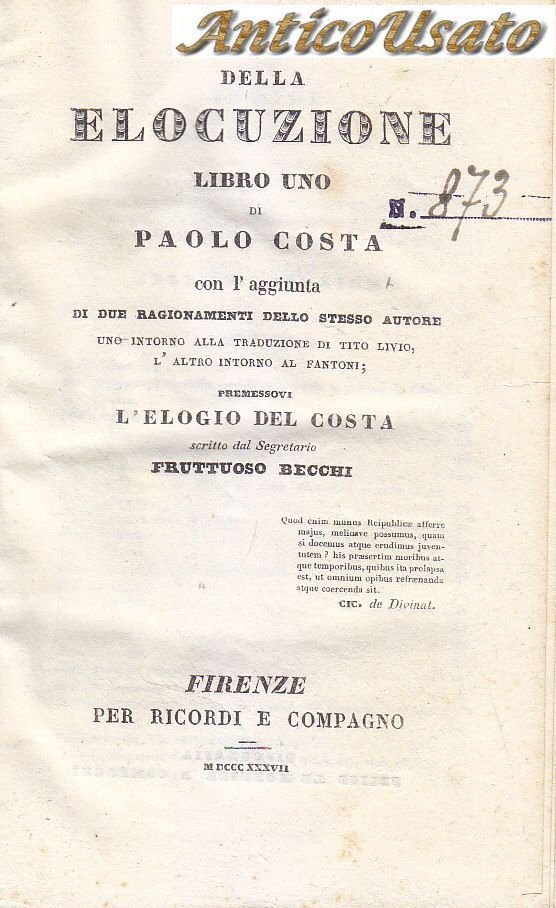 AnticoUsato
DELLA
ELOCUZIONE
LIBRO UNO
DI
N. 873
PAOLO COSTA
con l' aggiunta
DI DUE RAGIONAMENTI DELLO STESSO AUTORE
UNO INTORNO ALLA TRADUZIONE DI TITO LIVIO,
L' ALTRO INTORNO AL FANTONI;
PREMESSOVI
L'ELOGIO DEL COSTA
scritto dal Segretario
FRUTTUOSO BECCHI
Quod enim munus Reipublicæ afferre
majus, meliusve possumus, quam
si docemus atque erudimus juven-
tutem? his præsertim moribus at-
que temporibus, quibus ita prolapsa
est, ut omnium opibus refrænanda
atque coercenda sit.
CIC. de Divinat.
FIRENZE
PER RICORDI E COMPAGNO
M DCCC XXXVII